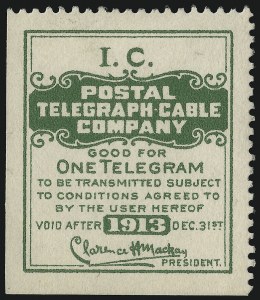 I. C.
POSTAL
TELEGRAPH-CABLE
COMPANY
GOOD FOR
ONE TELEGRAM
TO BE TRANSMITTED SUBJECT
TO CONDITIONS AGREED TO
BY THE USER HEREOF
VOID AFTER 1913 DEC. 31ST
Clarence H Mackay
PRESIDENT.